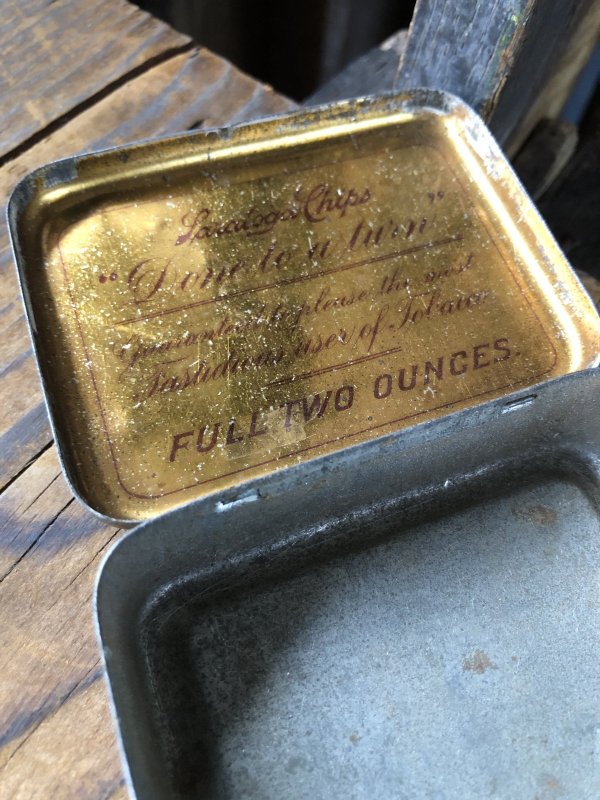 Saratoga Chips
"Done to a turn"
Guaranteed to please the most
Fastidious user of Tobacco
FULL TWO OUNCES.